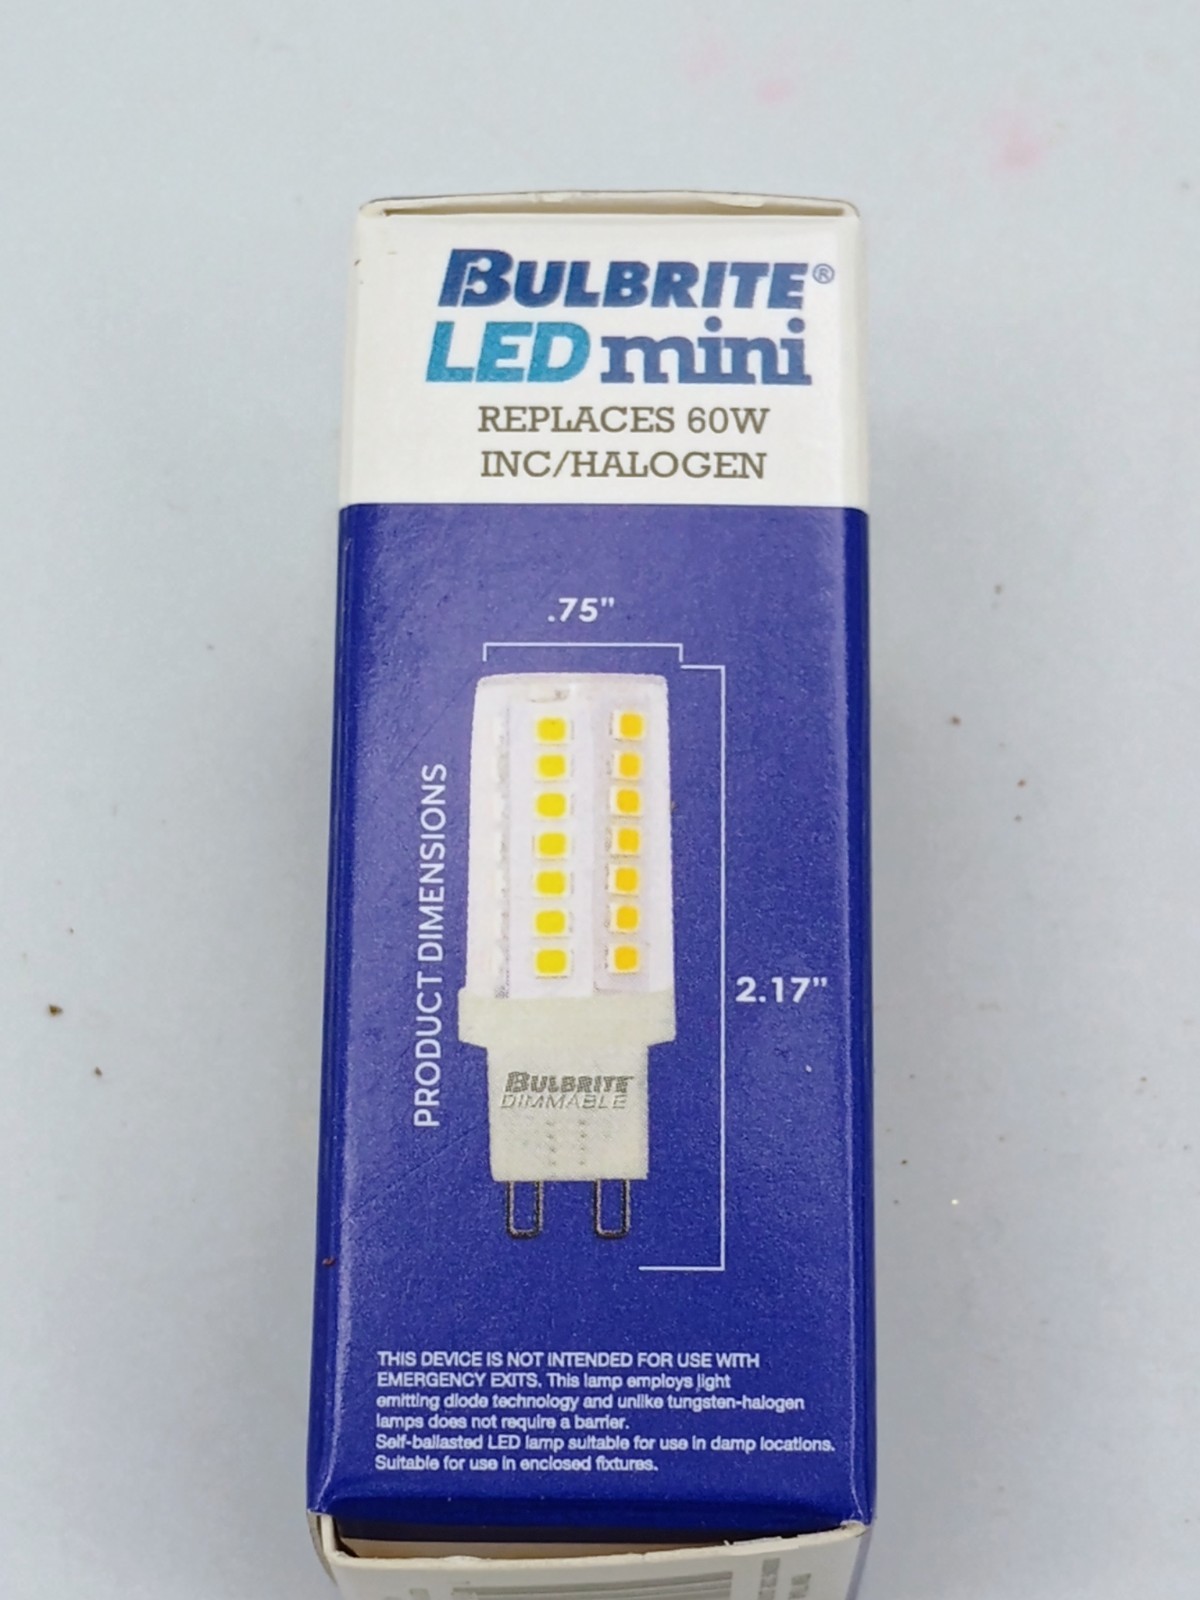 BULBRITE®
LED mini
REPLACES 60W
INC/HALOGEN
.75"
PRODUCT DIMENSIONS
2.17"
BULBRITE
DIMMABLE
THIS DEVICE IS NOT INTENDED FOR USE WITH
EMERGENCY EXITS. This lamp employs light
emitting diode technology and unlike tungsten-halogen
lamps does not require a barrier.
Self-ballasted LED lamp suitable for use in damp locations.
Suitable for use in enclosed fixtures.